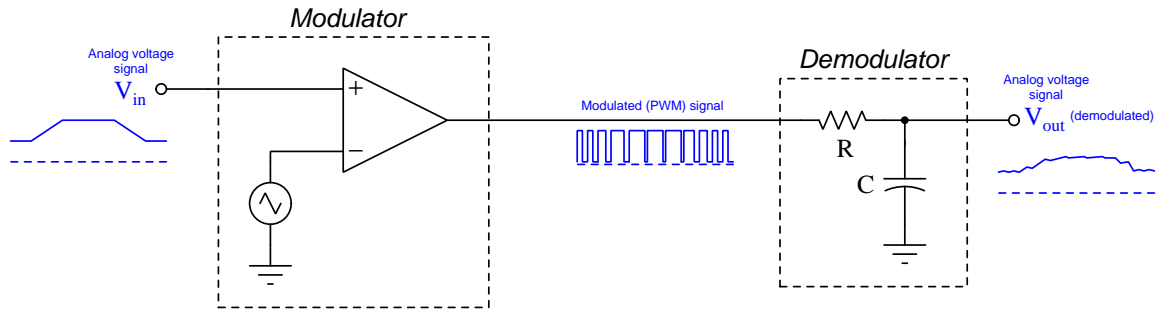 Modulator
Analog voltage
signal
Vin
+
−
Modulated (PWM) signal
Demodulator
R
C
Analog voltage
signal
Vout (demodulated)